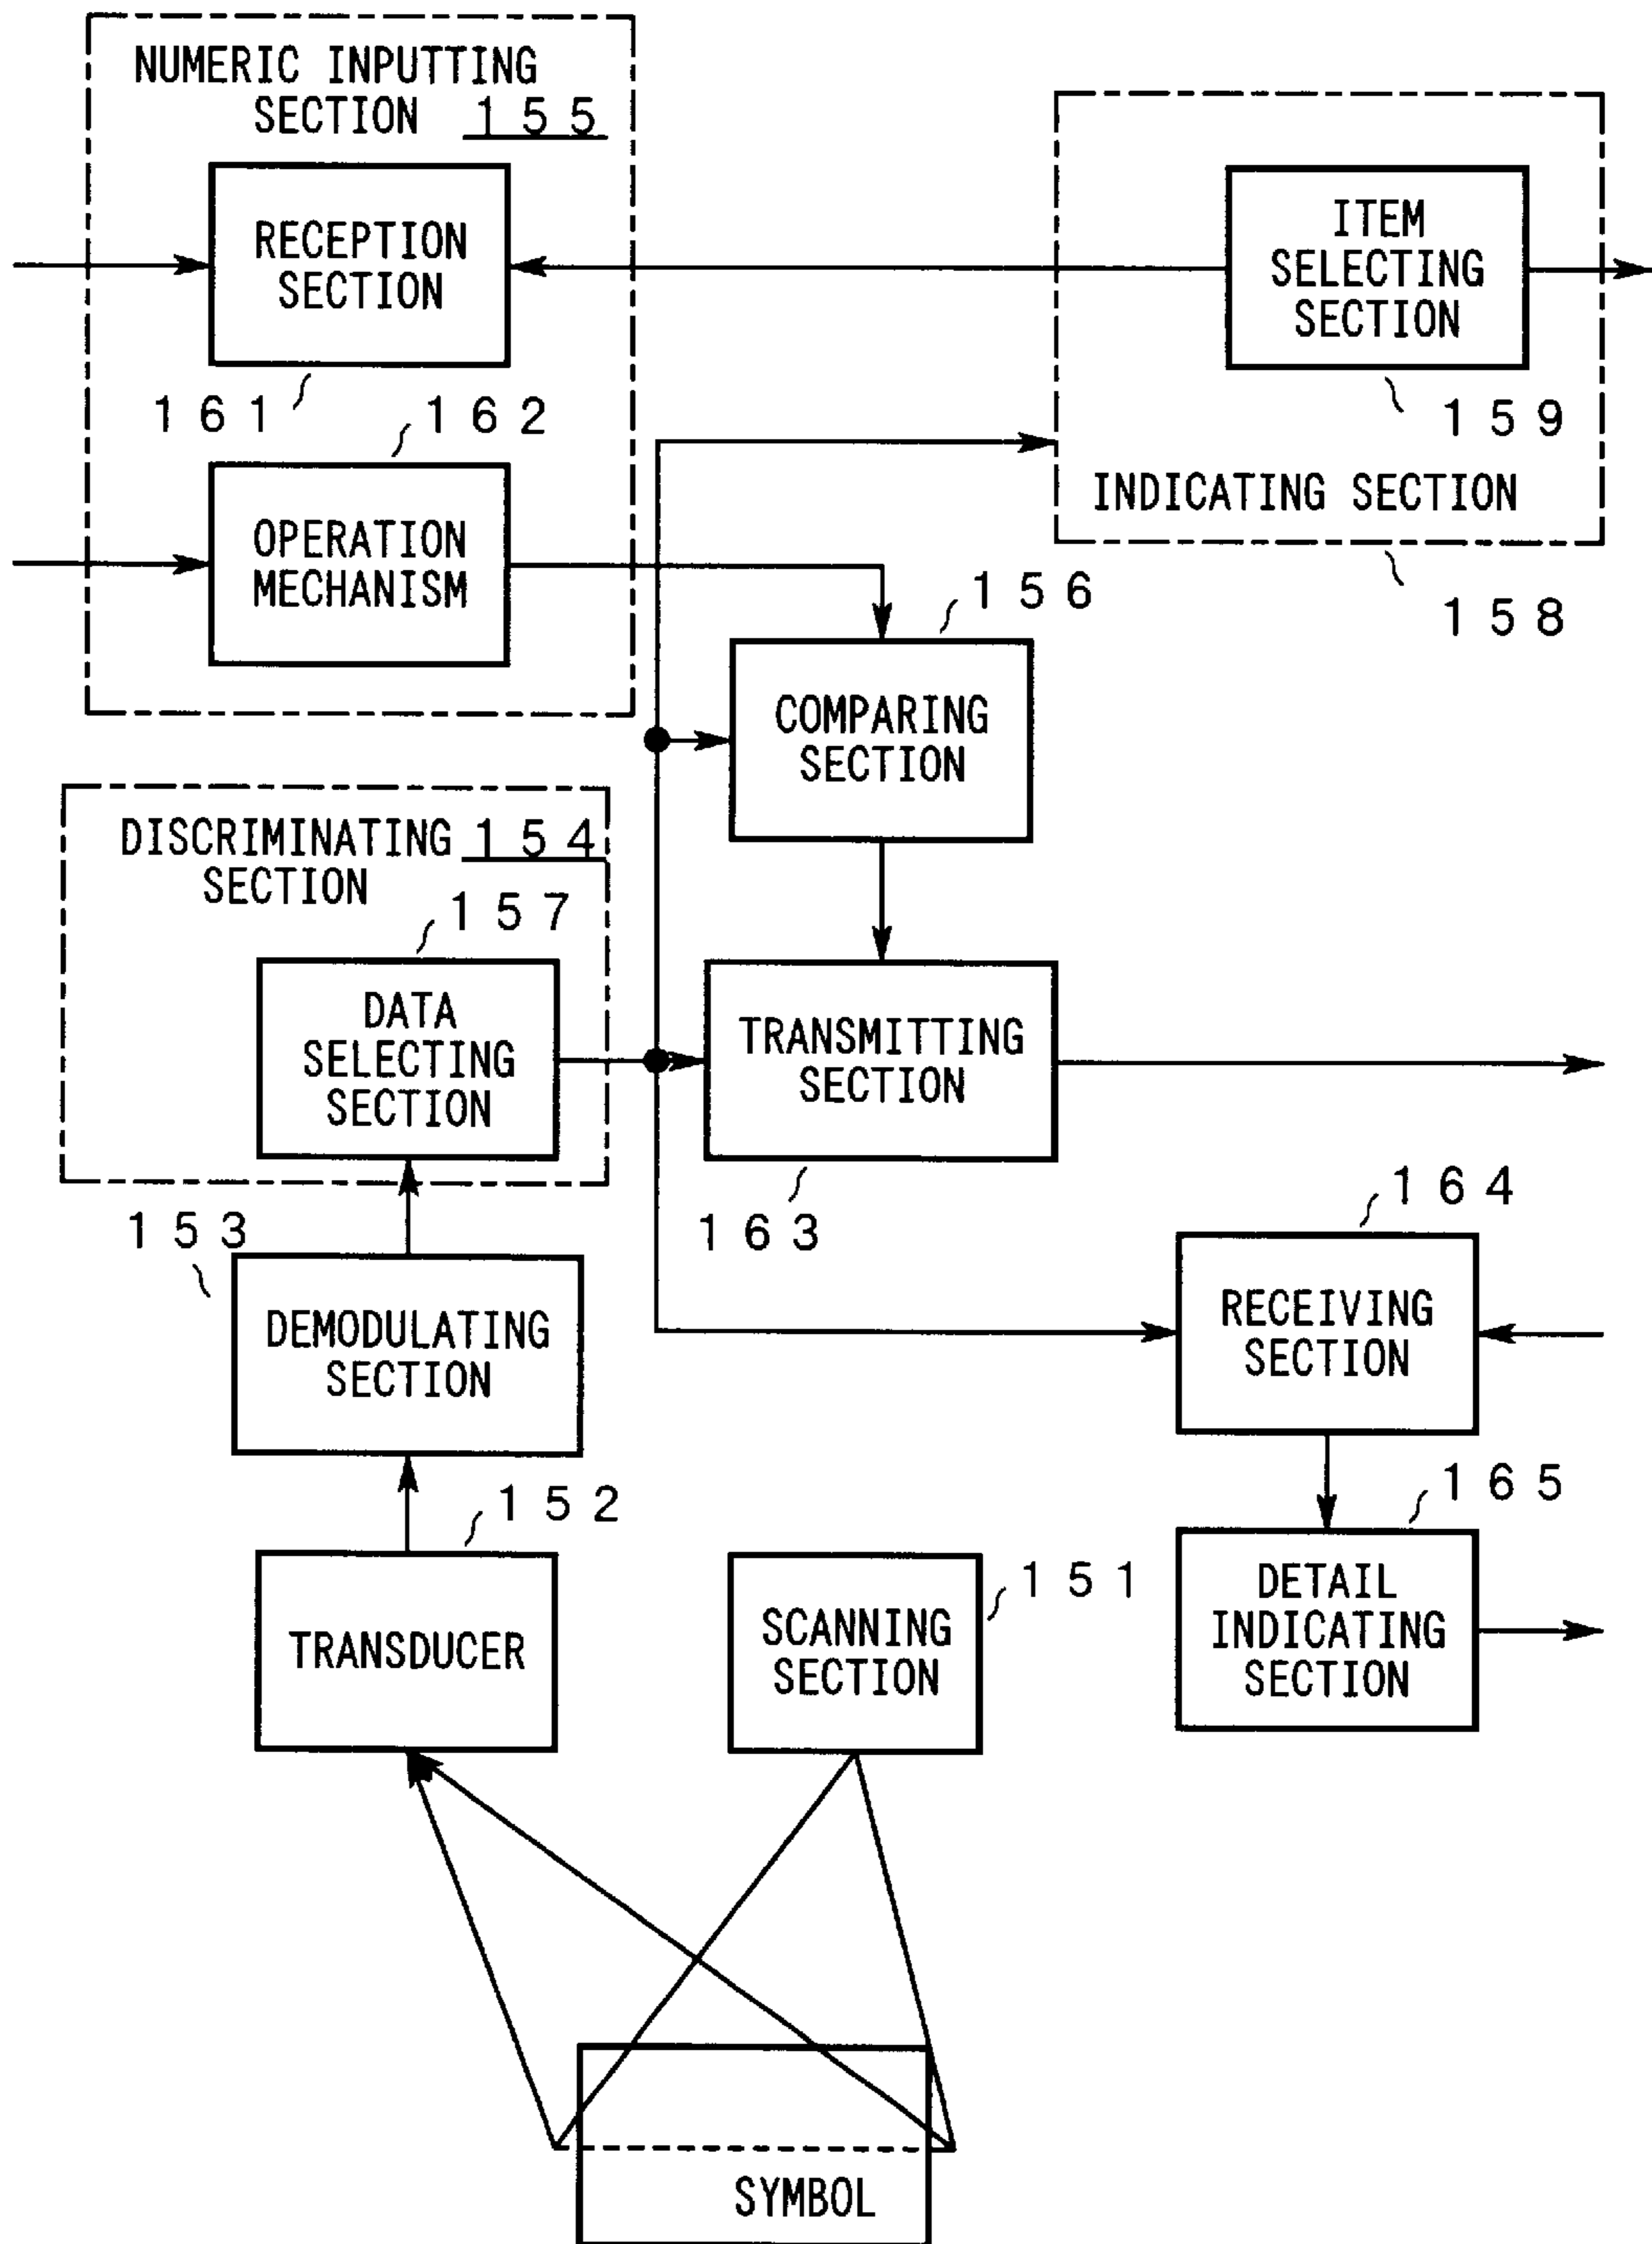 NUMERIC INPUTTING
SECTION 155
RECEPTION
SECTION
161
162
OPERATION
MECHANISM
ITEM
SELECTING
SECTION
159
INDICATING SECTION
158
156
COMPARING
SECTION
DISCRIMINATING 154
SECTION
157
DATA
SELECTING
SECTION
TRANSMITTING
SECTION
163
153
DEMODULATING
SECTION
164
RECEIVING
SECTION
152
TRANSDUCER
151
SCANNING
SECTION
165
DETAIL
INDICATING
SECTION
SYMBOL